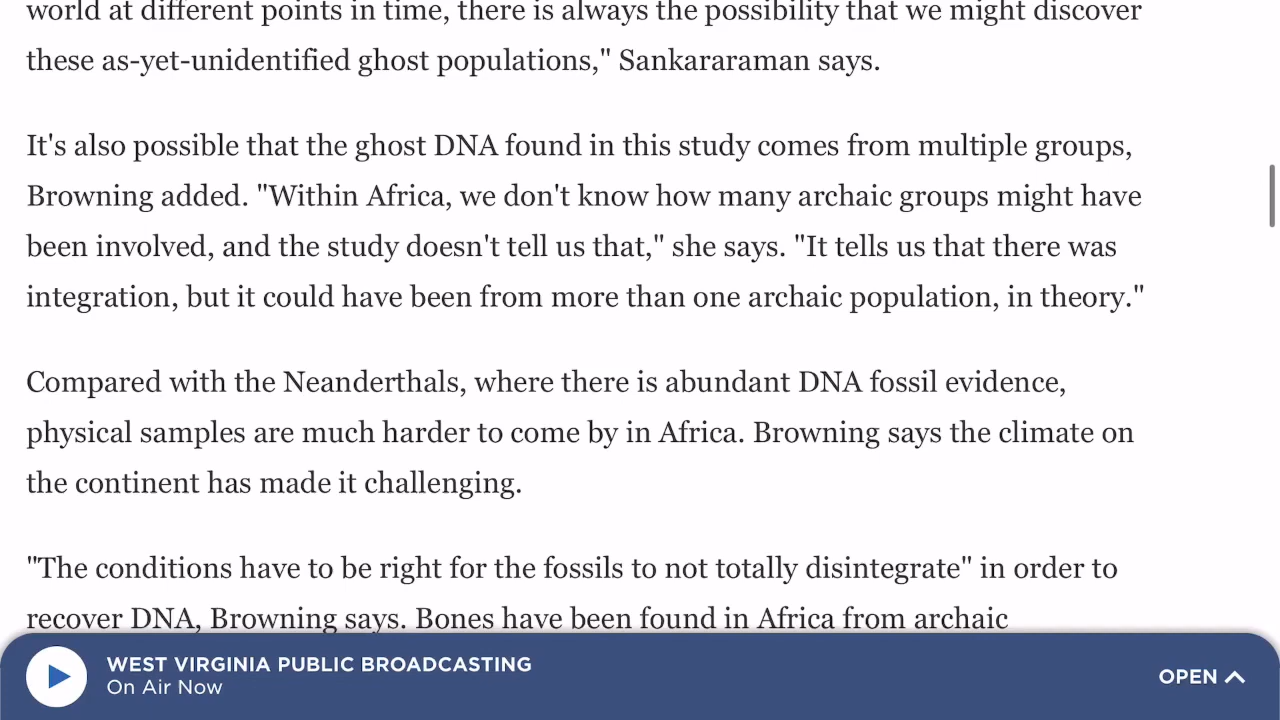 world at different points in time, there is always the possibility that we might discover
these as-yet-unidentified ghost populations," Sankararaman says.
It's also possible that the ghost DNA found in this study comes from multiple groups,
Browning added. "Within Africa, we don't know how many archaic groups might have
been involved, and the study doesn't tell us that," she says. "It tells us that there was
integration, but it could have been from more than one archaic population, in theory."
Compared with the Neanderthals, where there is abundant DNA fossil evidence,
physical samples are much harder to come by in Africa. Browning says the climate on
the continent has made it challenging.
"The conditions have to be right for the fossils to not totally disintegrate" in order to
recover DNA, Browning says. Bones have been found in Africa from archaic
WEST VIRGINIA PUBLIC BROADCASTING
On Air Now
OPEN